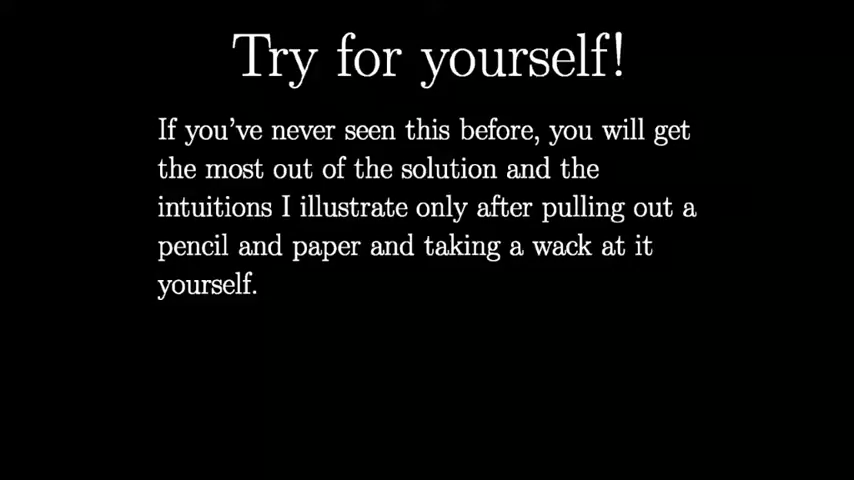 Try for yourself!
If you've never seen this before, you will get
the most out of the solution and the
intuitions I illustrate only after pulling out a
pencil and paper and taking a wack at it
yourself.